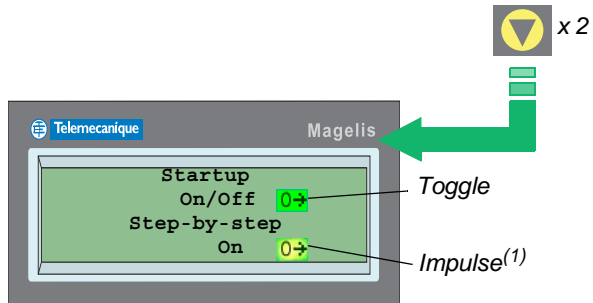 x 2
Telemecanique
Magelis
Startup
On/Off 0→
Toggle
Step-by-step
On 0→
Impulse(1)